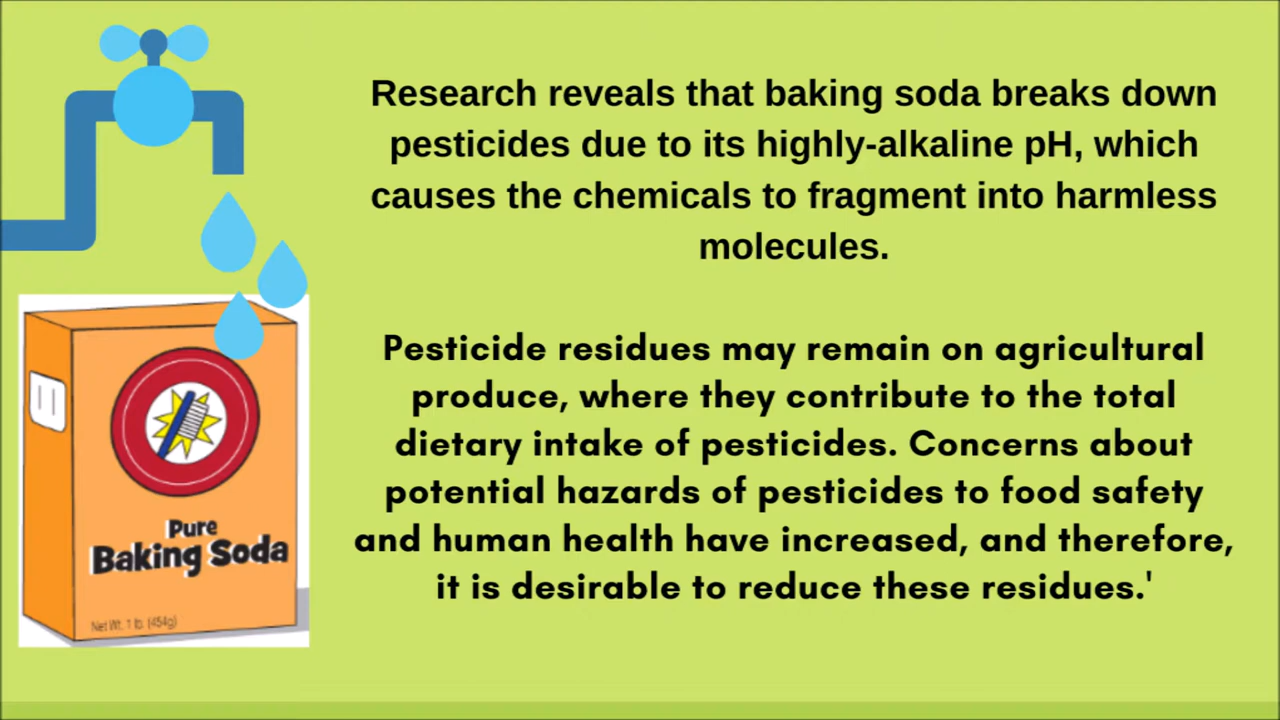 Research reveals that baking soda breaks down
pesticides due to its highly-alkaline pH, which
causes the chemicals to fragment into harmless
molecules.
Pesticide residues may remain on agricultural
produce, where they contribute to the total
dietary intake of pesticides. Concerns about
potential hazards of pesticides to food safety
and human health have increased, and therefore,
it is desirable to reduce these residues.'
Pure
Baking Soda
Net Wt. 1 lb. (454g)